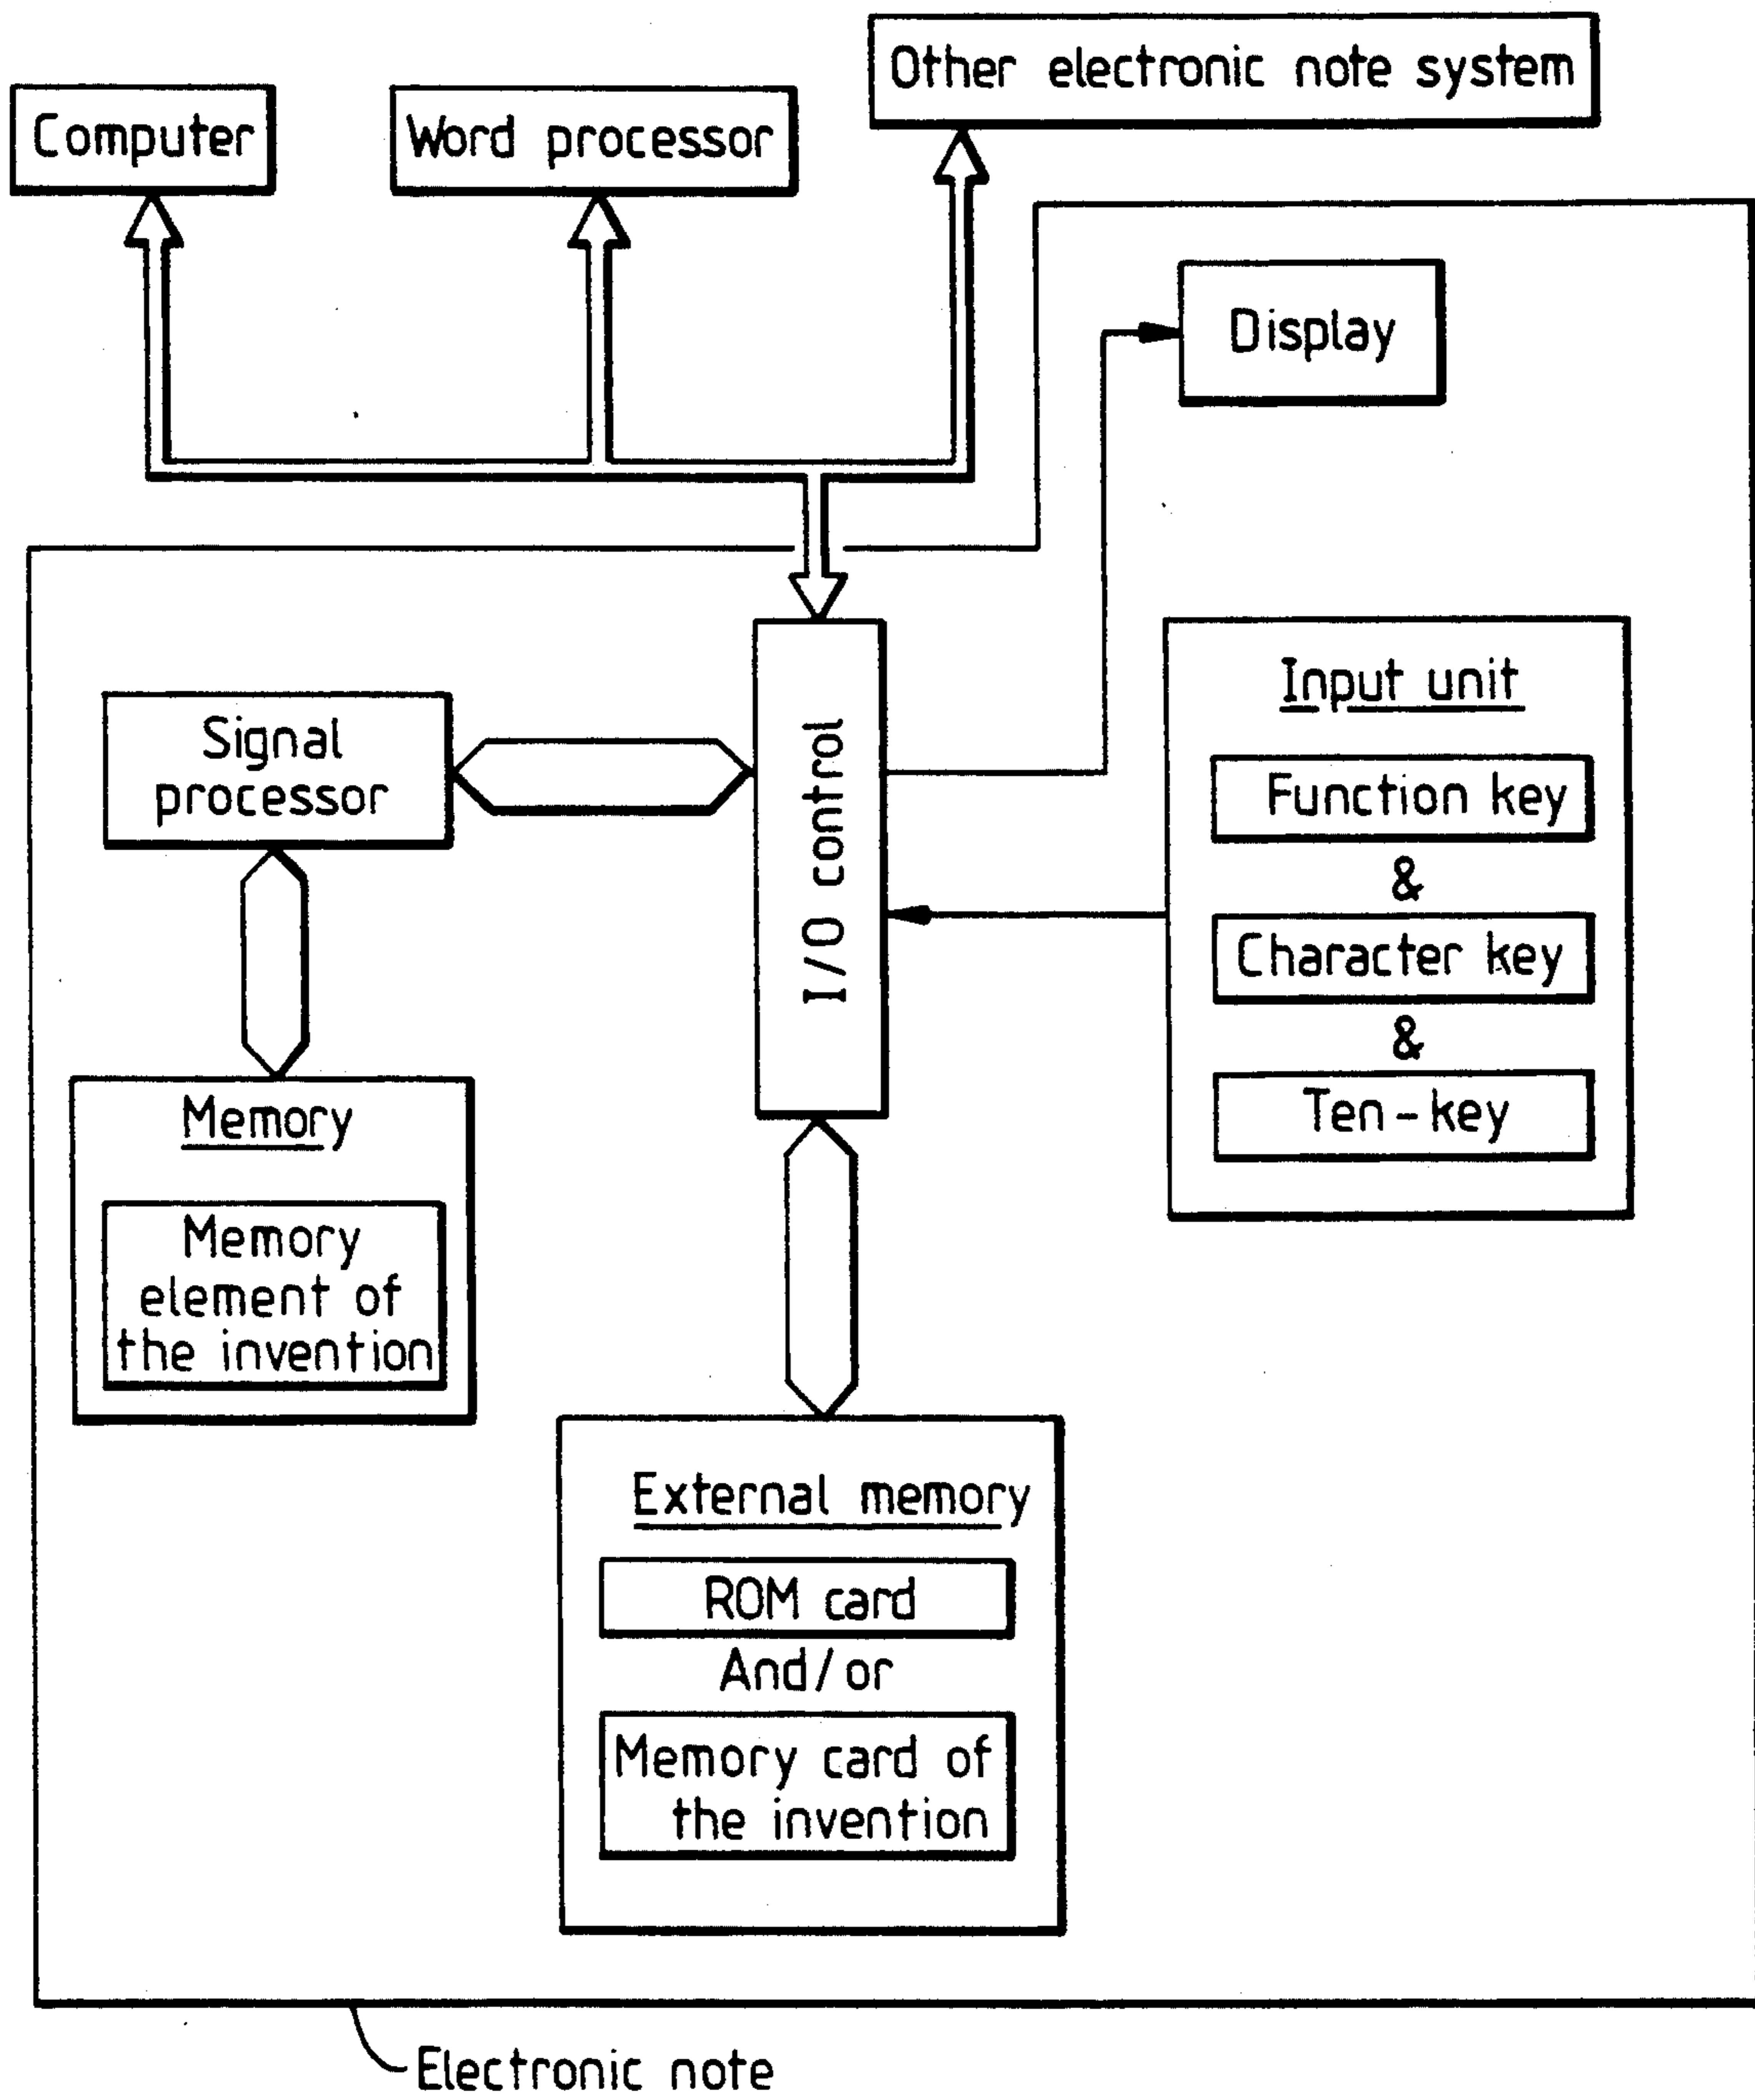 Other electronic note system
Computer
Word processor
Display
Input unit
Function key
&
Character key
&
Ten-key
Signal
processor
I/O control
Memory
Memory
element of
the invention
External memory
ROM card
And/or
Memory card of
the invention
Electronic note